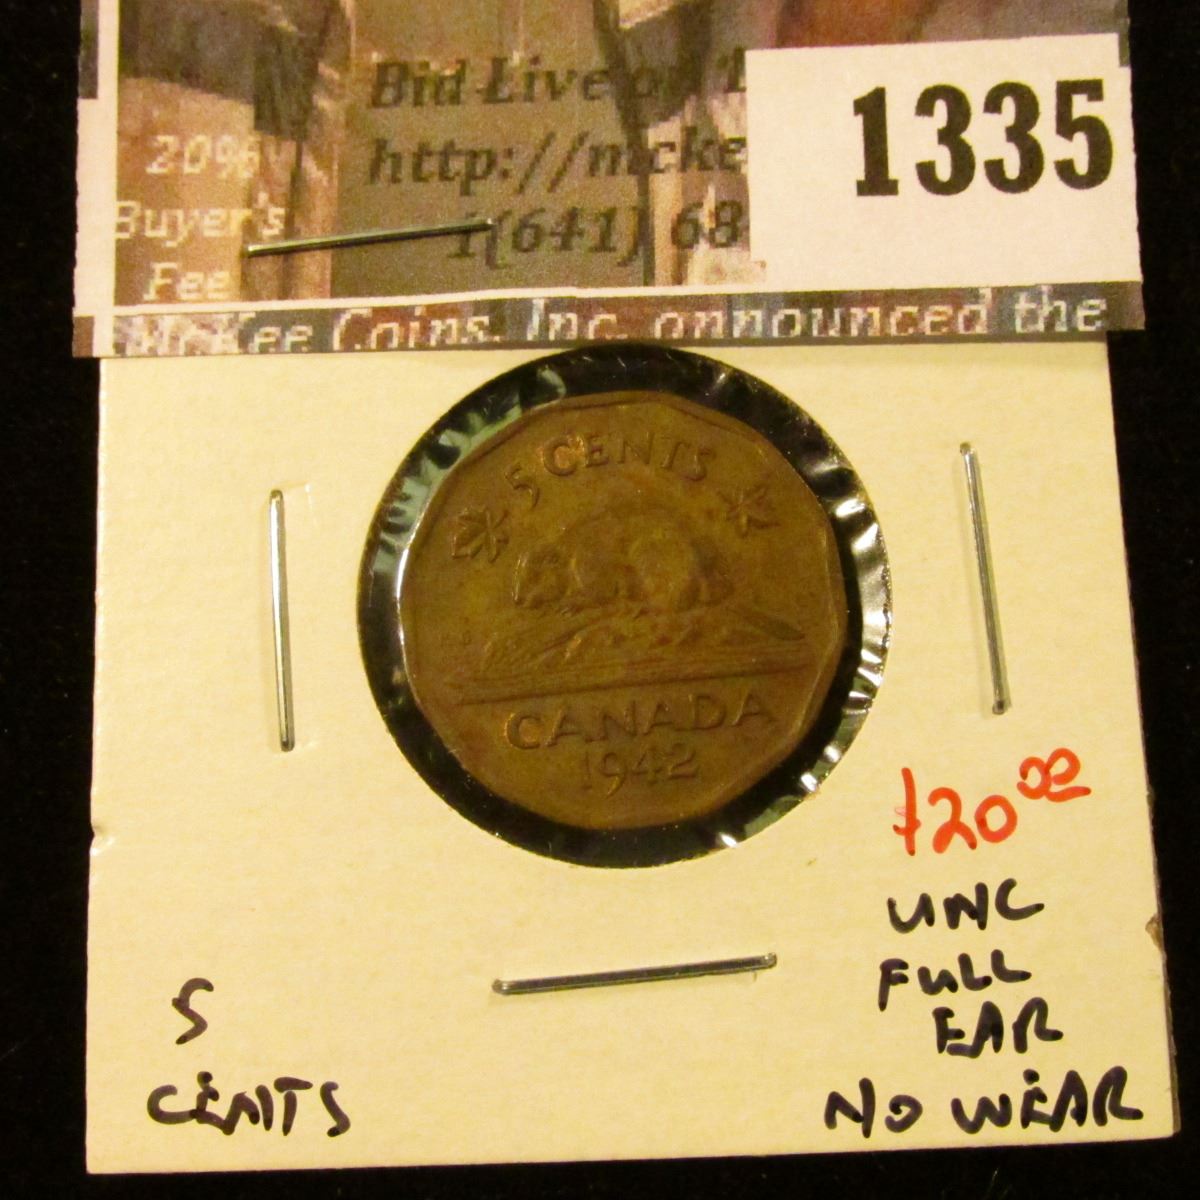 Bid Live on
1335
20%
http://mcke
Buyer's
1(641) 68
Fee
McKee Coins, Inc. announced the
5 CENTS
CANADA
1942
$20.00
UNC
FULL
EAR
NO WEAR
5
CENTS